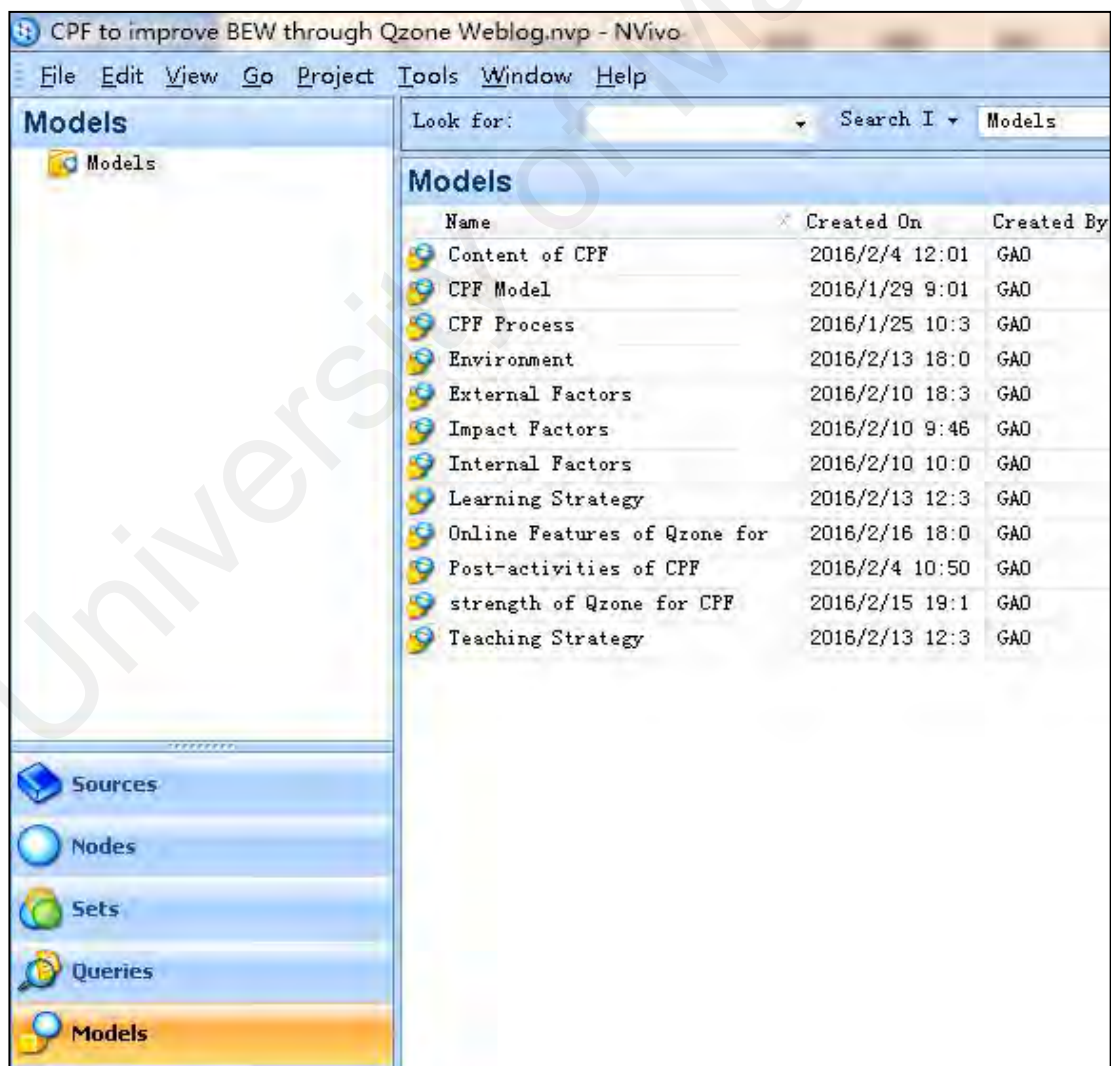 CPF to improve BEW through Qzone Weblog.nvp - NVivo
File Edit View Go Project Tools Window Help
Models
Models
Look for: Search I Models
Models
Name Created On Created By
Content of CPF 2016/2/4 12:01 GAO
CPF Model 2016/1/29 9:01 GAO
CPF Process 2016/1/25 10:3 GAO
Environment 2016/2/13 18:0 GAO
External Factors 2016/2/10 18:3 GAO
Impact Factors 2016/2/10 9:46 GAO
Internal Factors 2016/2/10 10:0 GAO
Learning Strategy 2016/2/13 12:3 GAO
Online Features of Qzone for 2016/2/16 18:0 GAO
Post-activities of CPF 2016/2/4 10:50 GAO
strength of Qzone for CPF 2016/2/15 19:1 GAO
Teaching Strategy 2016/2/13 12:3 GAO
Sources
Nodes
Sets
Queries
Models
University of